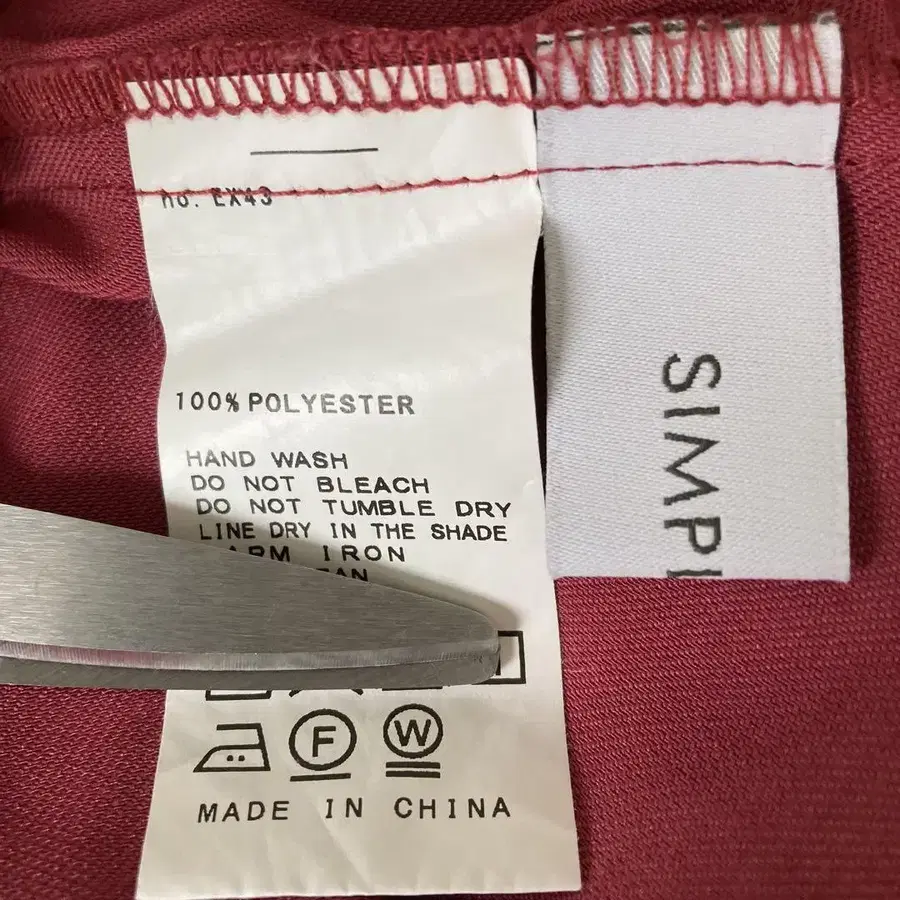 no. EX43
100% POLYESTER
HAND WASH
DO NOT BLEACH
DO NOT TUMBLE DRY
LINE DRY IN THE SHADE
IRON
F
W
MADE IN CHINA
SIMPL